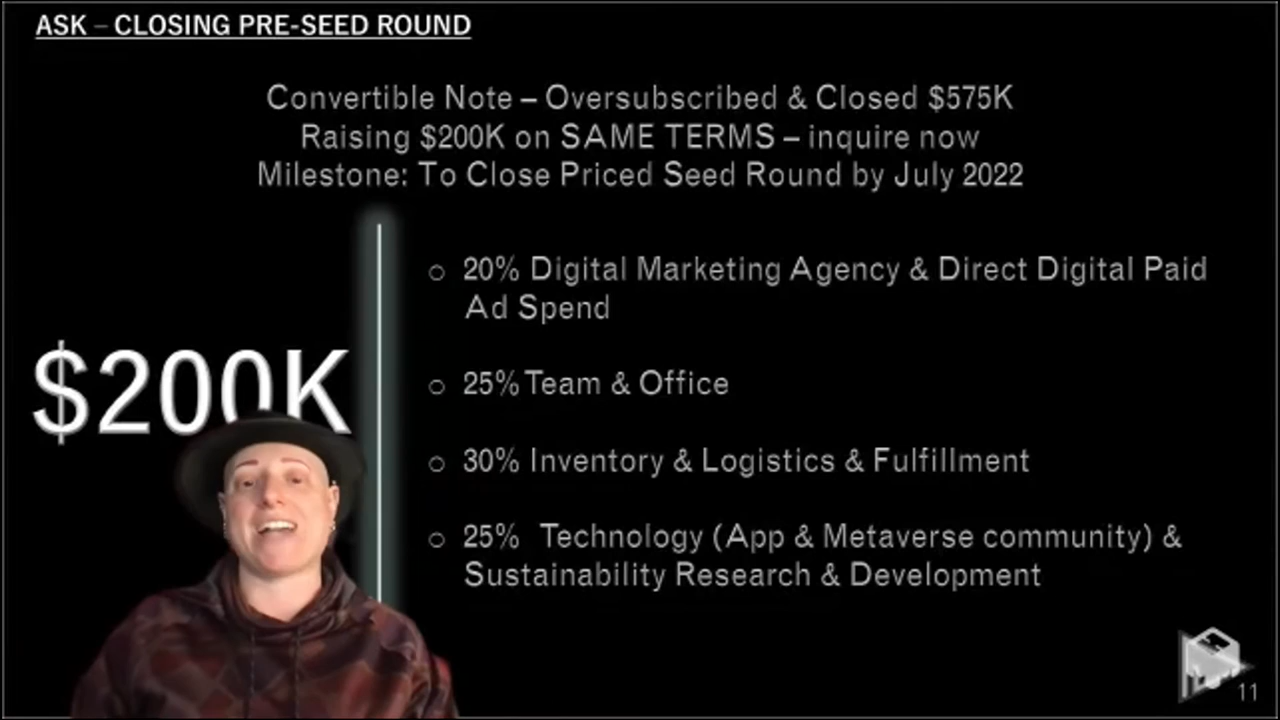 ASK – CLOSING PRE-SEED ROUND
Convertible Note – Oversubscribed & Closed $575K
Raising $200K on SAME TERMS – inquire now
Milestone: To Close Priced Seed Round by July 2022
$200K
○ 20% Digital Marketing Agency & Direct Digital Paid
Ad Spend
○ 25% Team & Office
○ 30% Inventory & Logistics & Fulfillment
○ 25% Technology (App & Metaverse community) &
Sustainability Research & Development
11